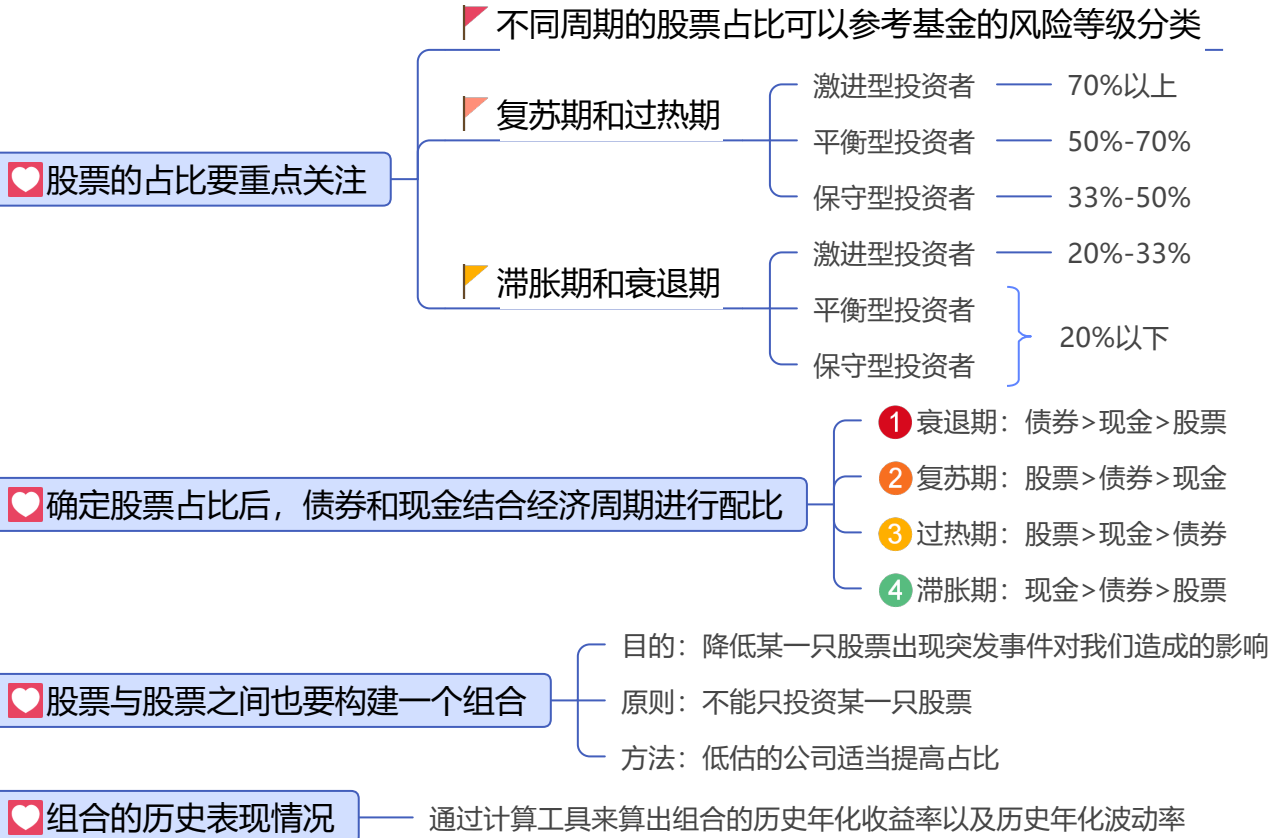 不同周期的股票占比可以参考基金的风险等级分类
股票的占比要重点关注
复苏期和过热期
激进型投资者 70%以上
平衡型投资者 50%-70%
保守型投资者 33%-50%
滞胀期和衰退期
激进型投资者 20%-33%
平衡型投资者
保守型投资者
20%以下
确定股票占比后，债券和现金结合经济周期进行配比
1 衰退期：债券>现金>股票
2 复苏期：股票>债券>现金
3 过热期：股票>现金>债券
4 滞胀期：现金>债券>股票
股票与股票之间也要构建一个组合
目的：降低某一只股票出现突发事件对我们造成的影响
原则：不能只投资某一只股票
方法：低估的公司适当提高占比
组合的历史表现情况
通过计算工具来算出组合的历史年化收益率以及历史年化波动率